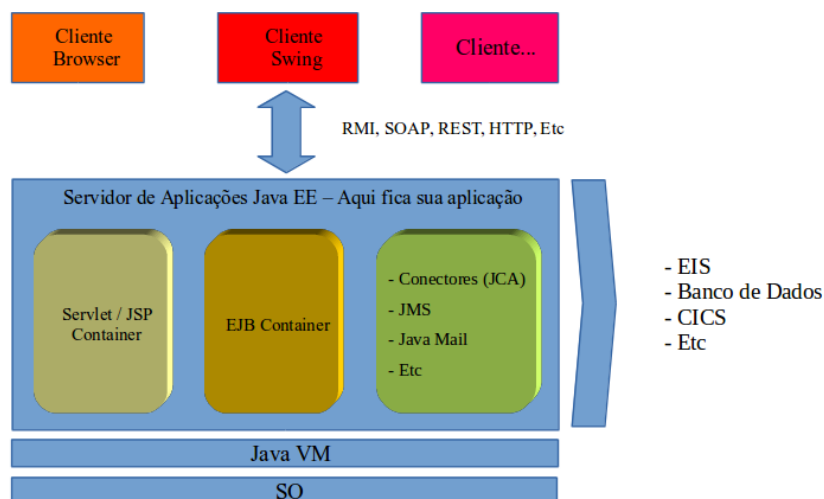 Cliente
Browser
Cliente
Swing
Cliente...
RMI, SOAP, REST, HTTP, Etc
Servidor de Aplicações Java EE – Aqui fica sua aplicação
Servlet / JSP
Container
EJB Container
- Conectores (JCA)
- JMS
- Java Mail
- Etc
- EIS
- Banco de Dados
- CICS
- Etc
Java VM
SO